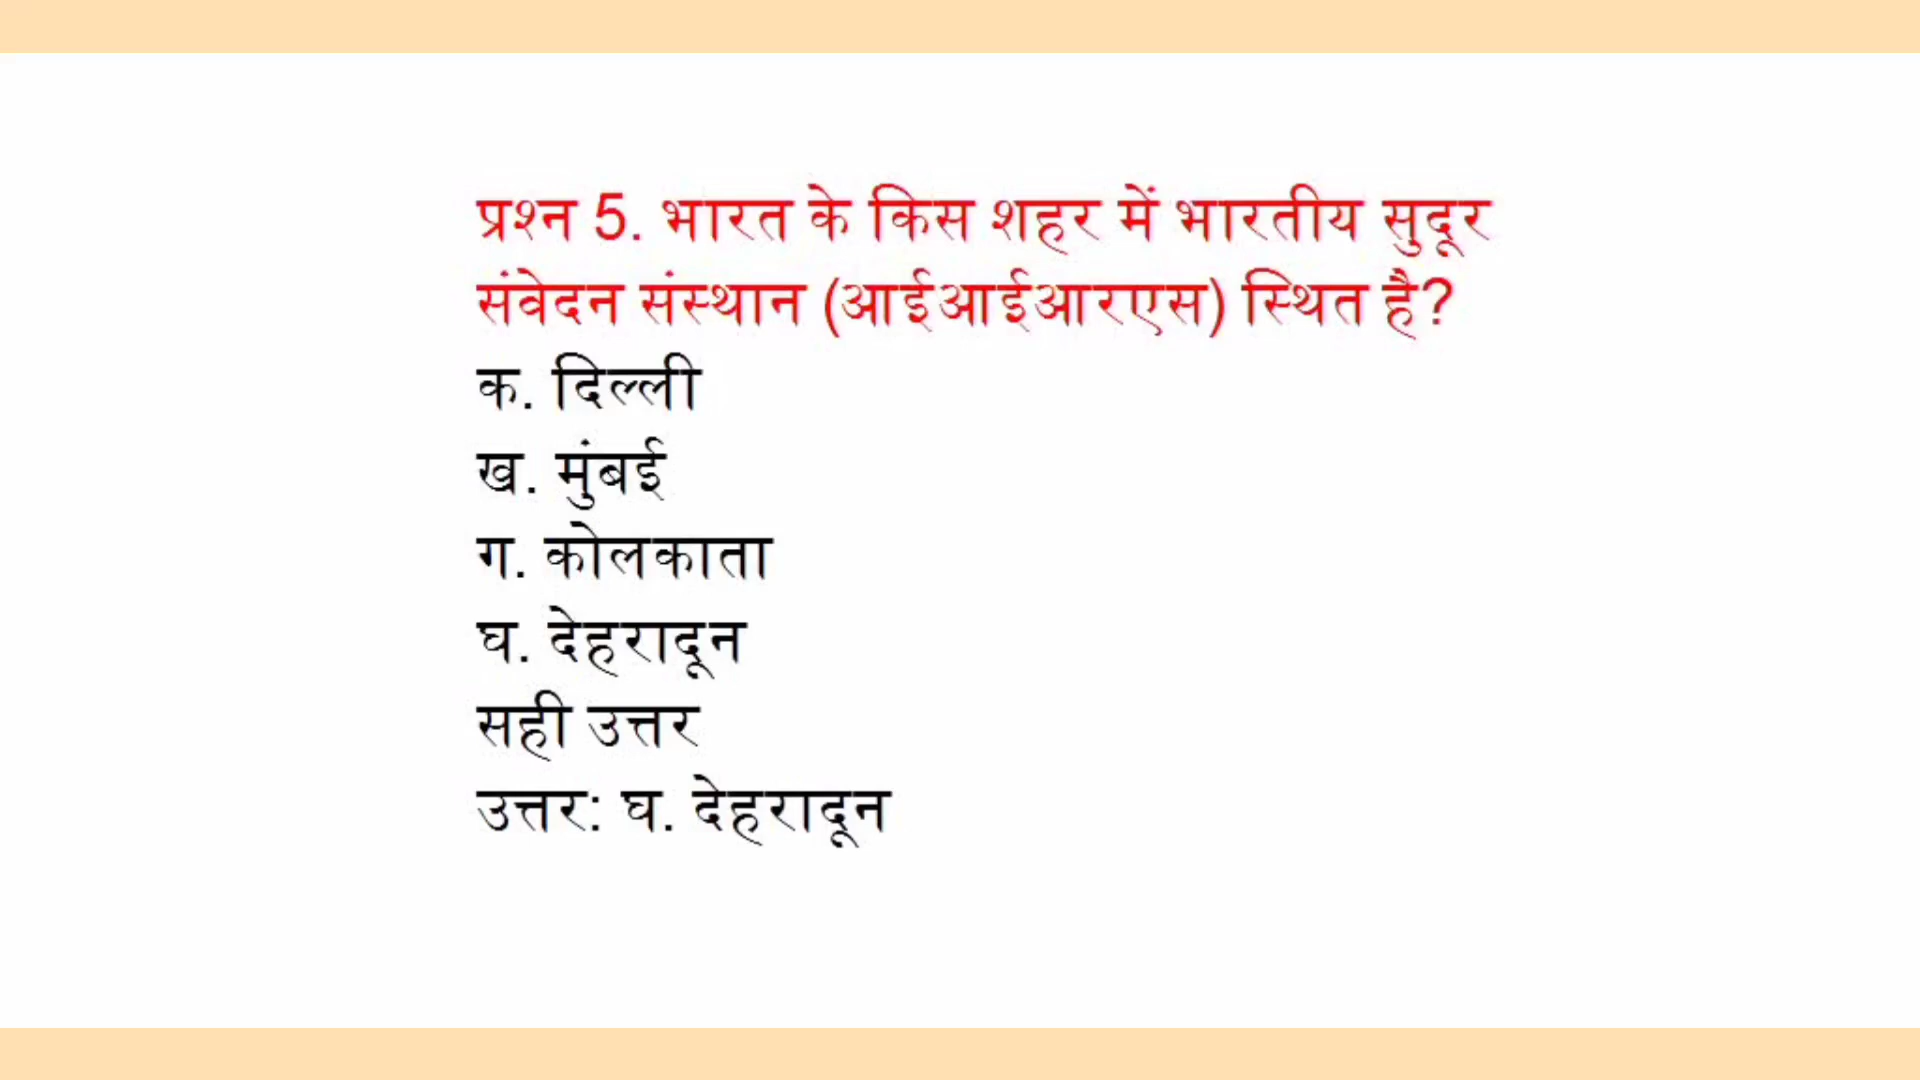 प्रश्न 5. भारत के किस शहर में भारतीय सुदूर
संवेदन संस्थान (आईआईआरएस) स्थित है?
क. दिल्ली
ख. मुंबई
ग. कोलकाता
घ. देहरादून
सही उत्तर
उत्तर: घ. देहरादून